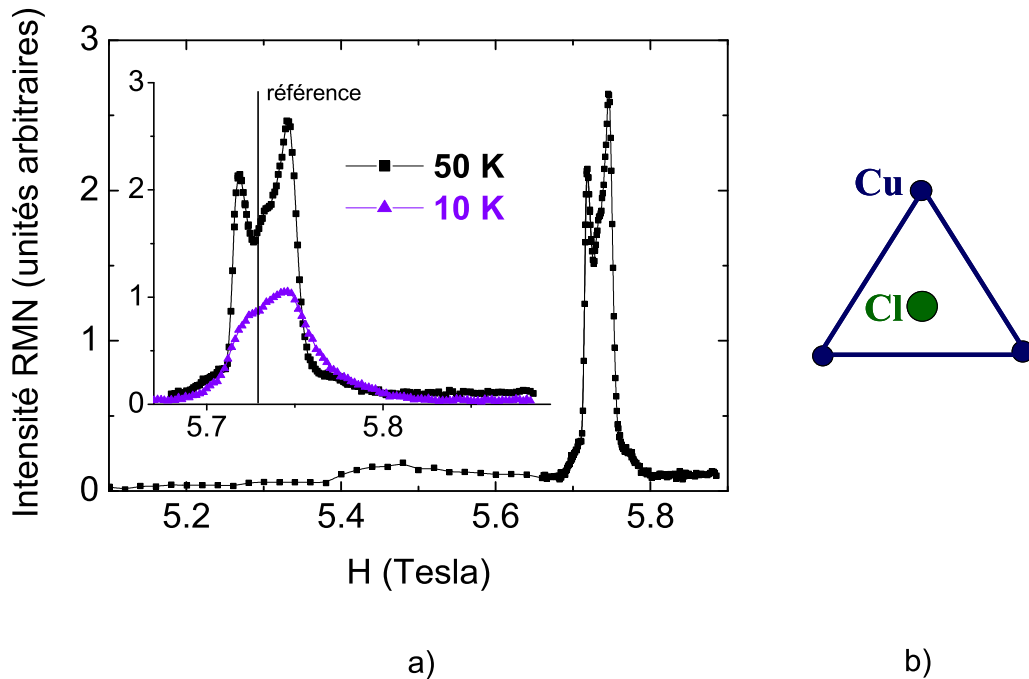 Intensité RMN (unités arbitraires)
3
2
1
0
3
2
1
0
référence
50 K
10 K
5.7
5.8
5.2
5.4
5.6
5.8
H (Tesla)
a)
Cu
Cl
b)